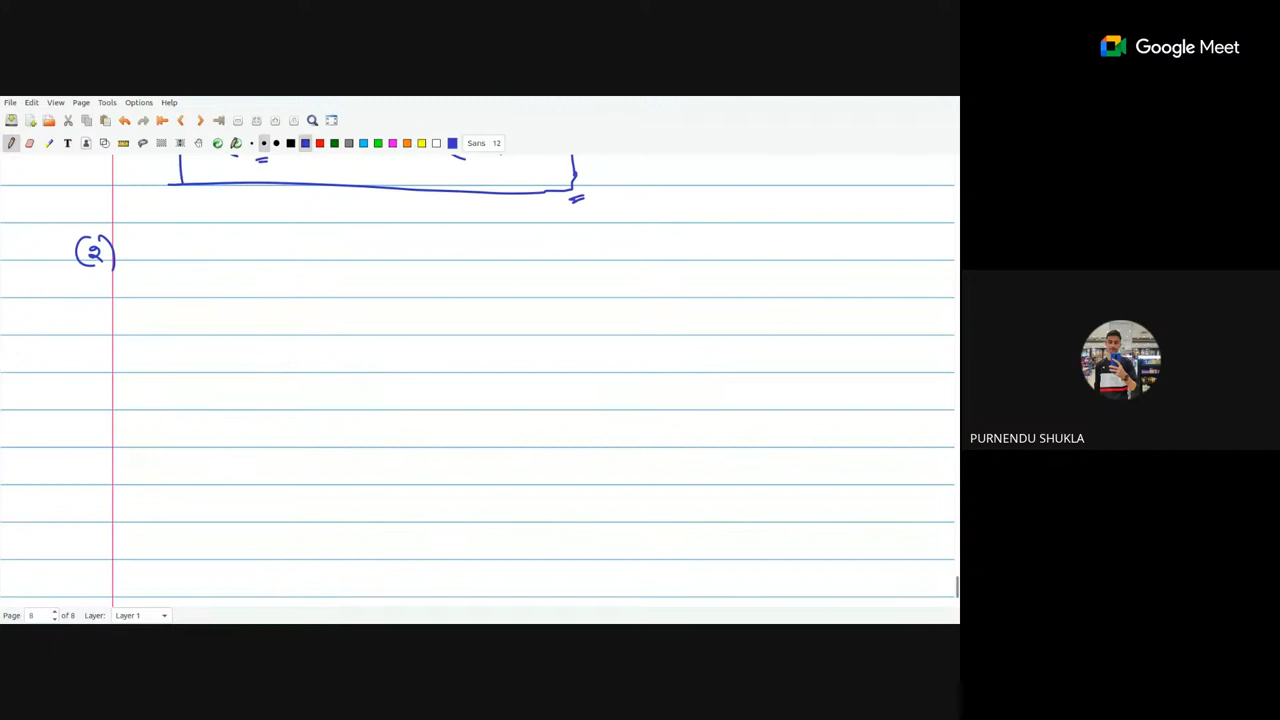 Google Meet
File Edit View Page Tools Options Help
T Sans 12
(2)
PURNENDU SHUKLA
Page 8 of 8 Layer: Layer 1